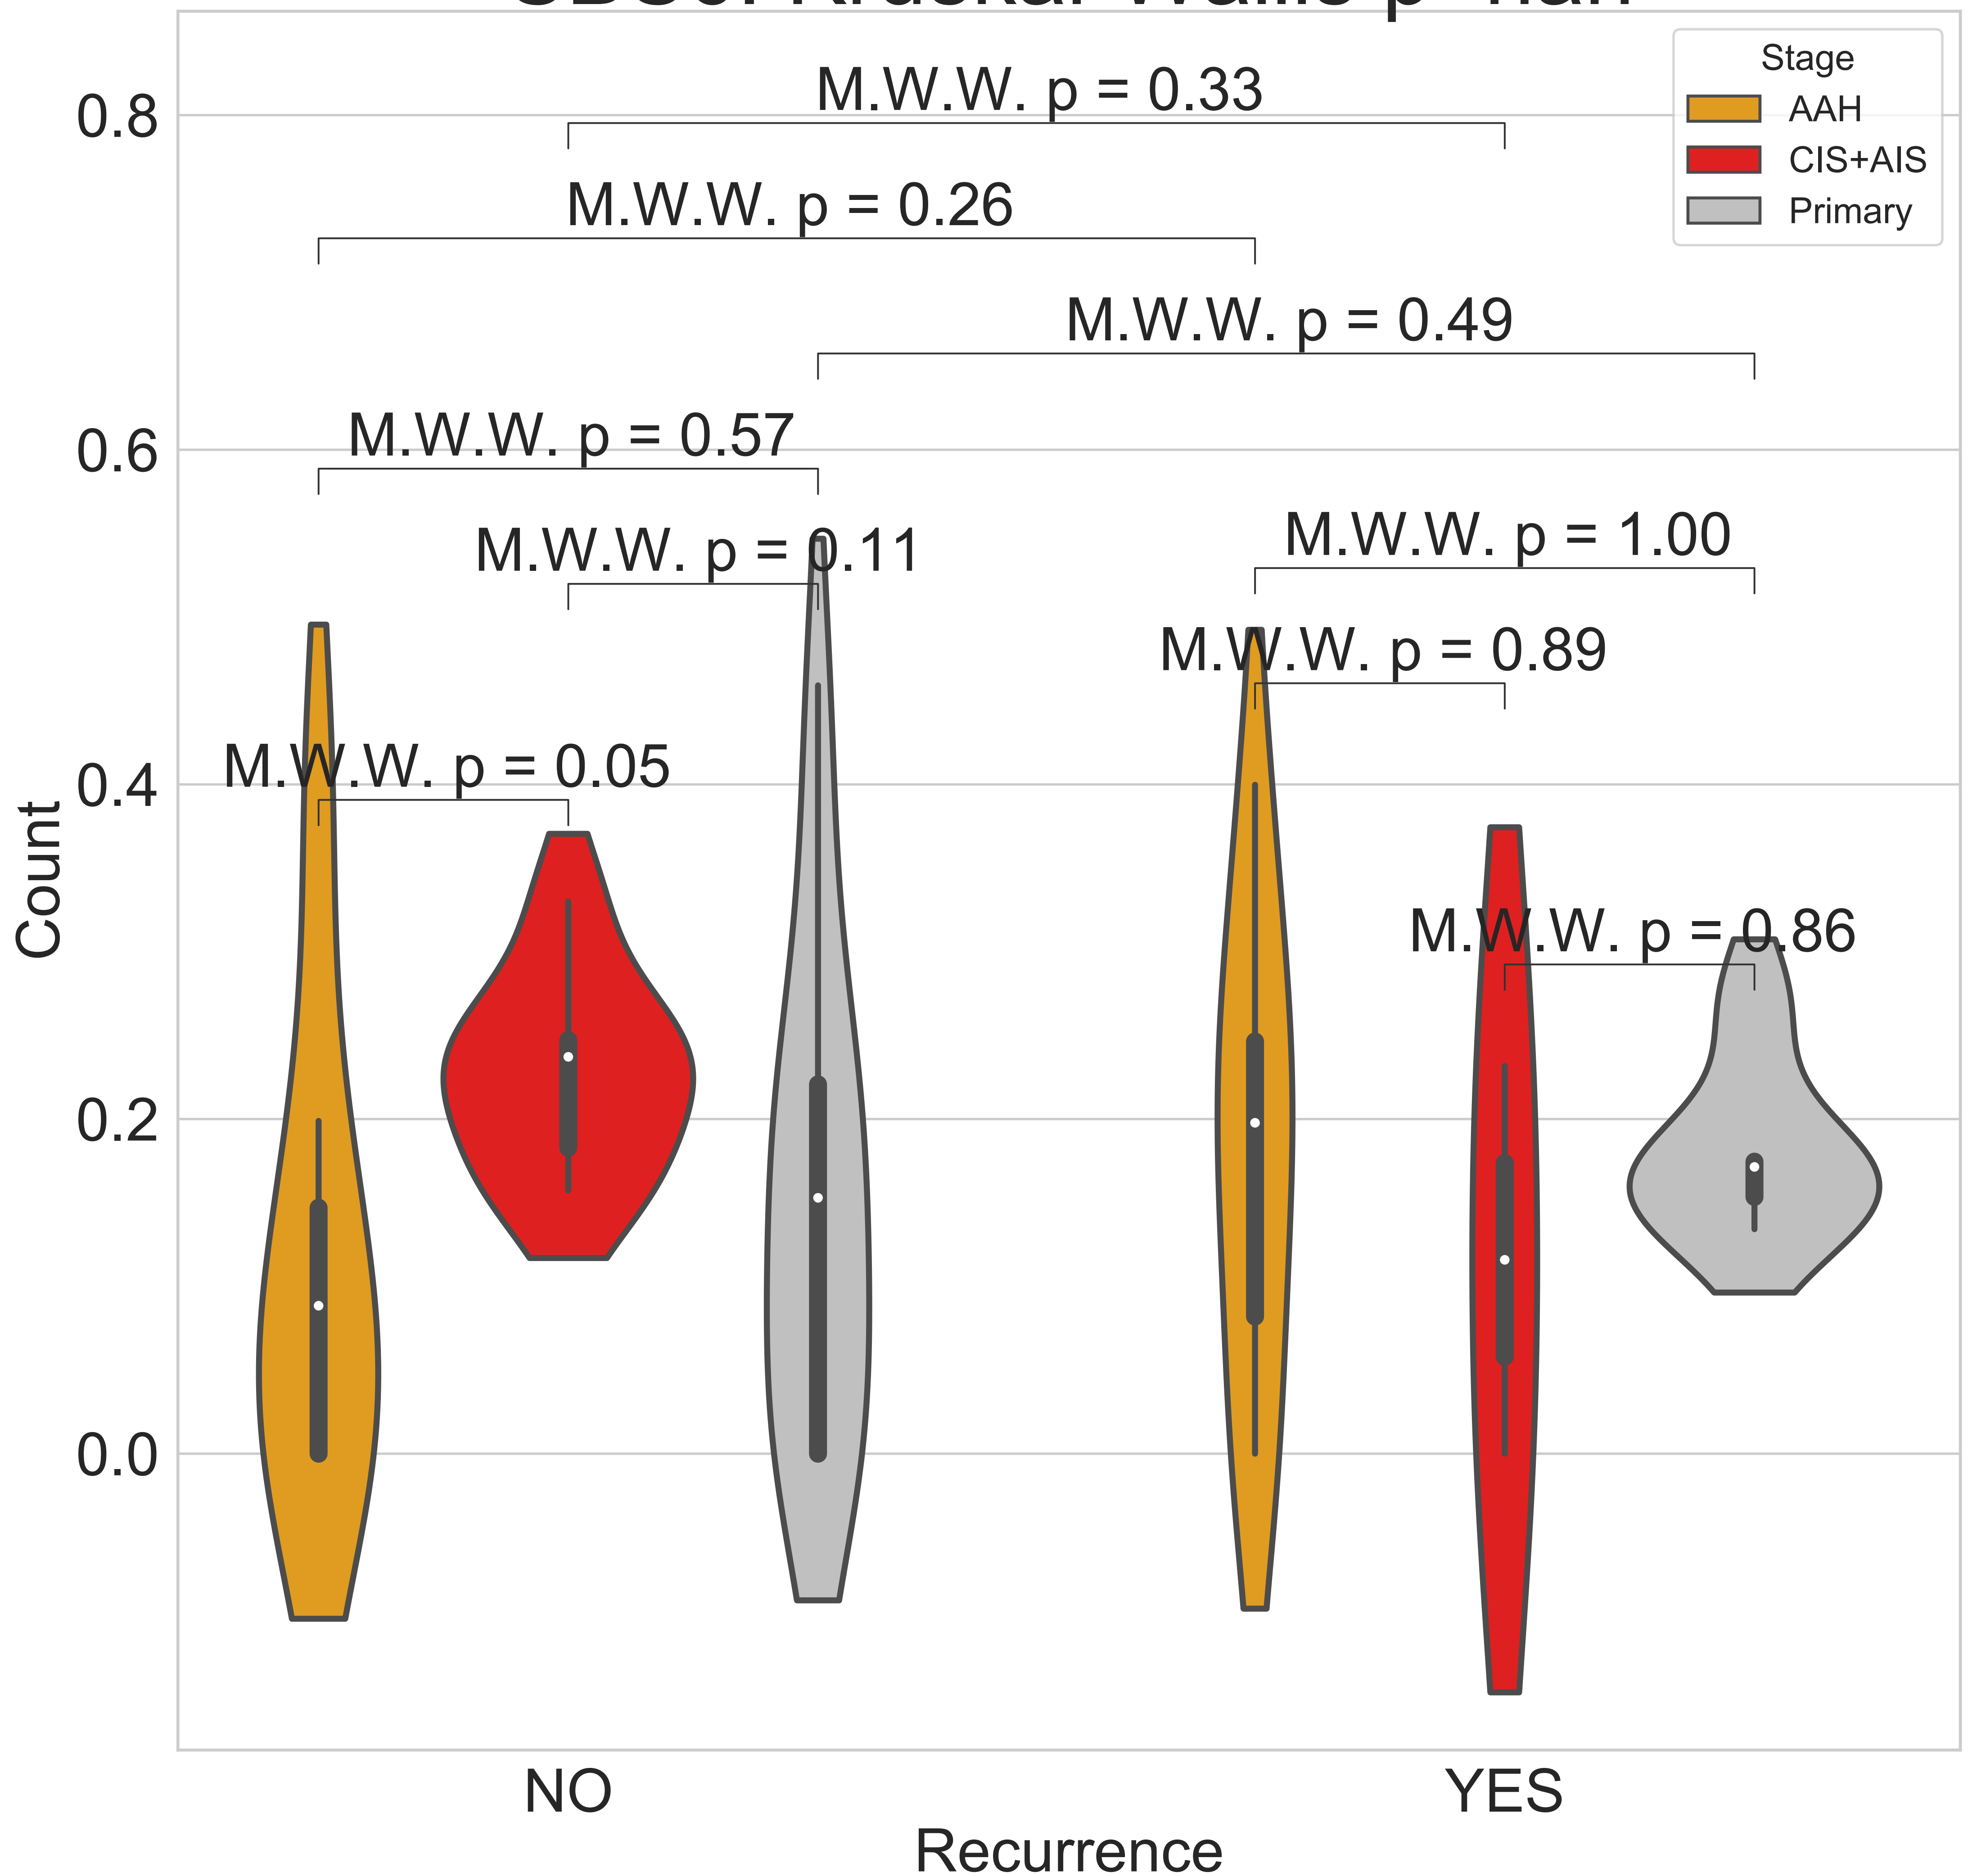 Stage
AAH
CIS+AIS
Primary
M.W.W. p = 0.33
M.W.W. p = 0.26
M.W.W. p = 0.49
M.W.W. p = 0.57
M.W.W. p = 0.11
M.W.W. p = 1.00
M.W.W. p = 0.89
M.W.W. p = 0.05
M.W.W. p = 0.86
0.8
0.6
0.4
0.2
0.0
Count
NO
YES
Recurrence